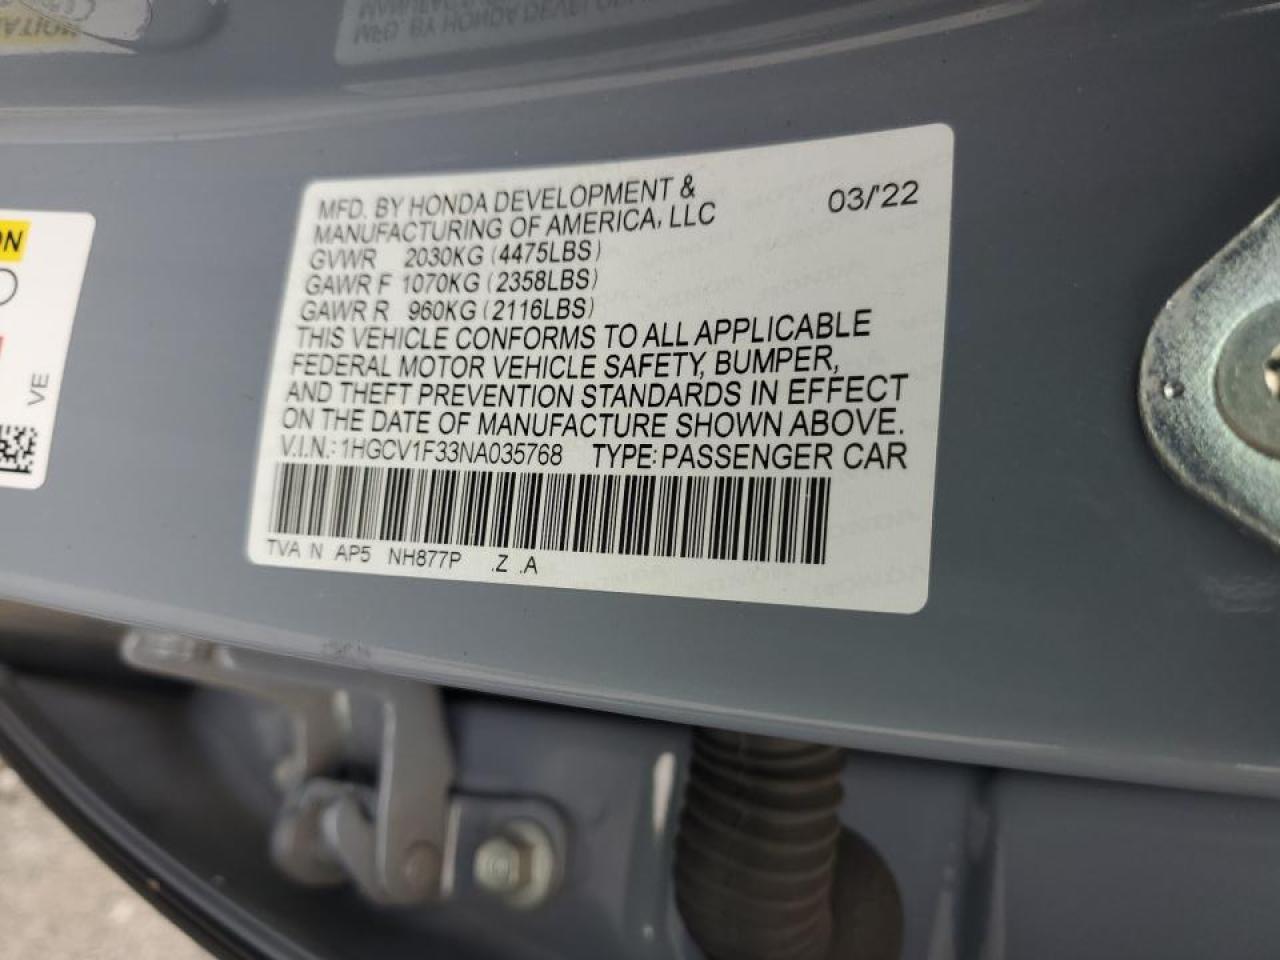 MFD. BY HONDA DEVELOPMENT &
MANUFACTURING OF AMERICA, LLC
03/'22
GVWR 2030KG (4475LBS)
GAWR F 1070KG (2358LBS)
GAWR R 960KG (2116LBS)
THIS VEHICLE CONFORMS TO ALL APPLICABLE
FEDERAL MOTOR VEHICLE SAFETY, BUMPER,
AND THEFT PREVENTION STANDARDS IN EFFECT
ON THE DATE OF MANUFACTURE SHOWN ABOVE.
V.I.N.: 1HGCV1F33NA035768 TYPE: PASSENGER CAR
TVA N AP5 NH877P .Z .A
VE